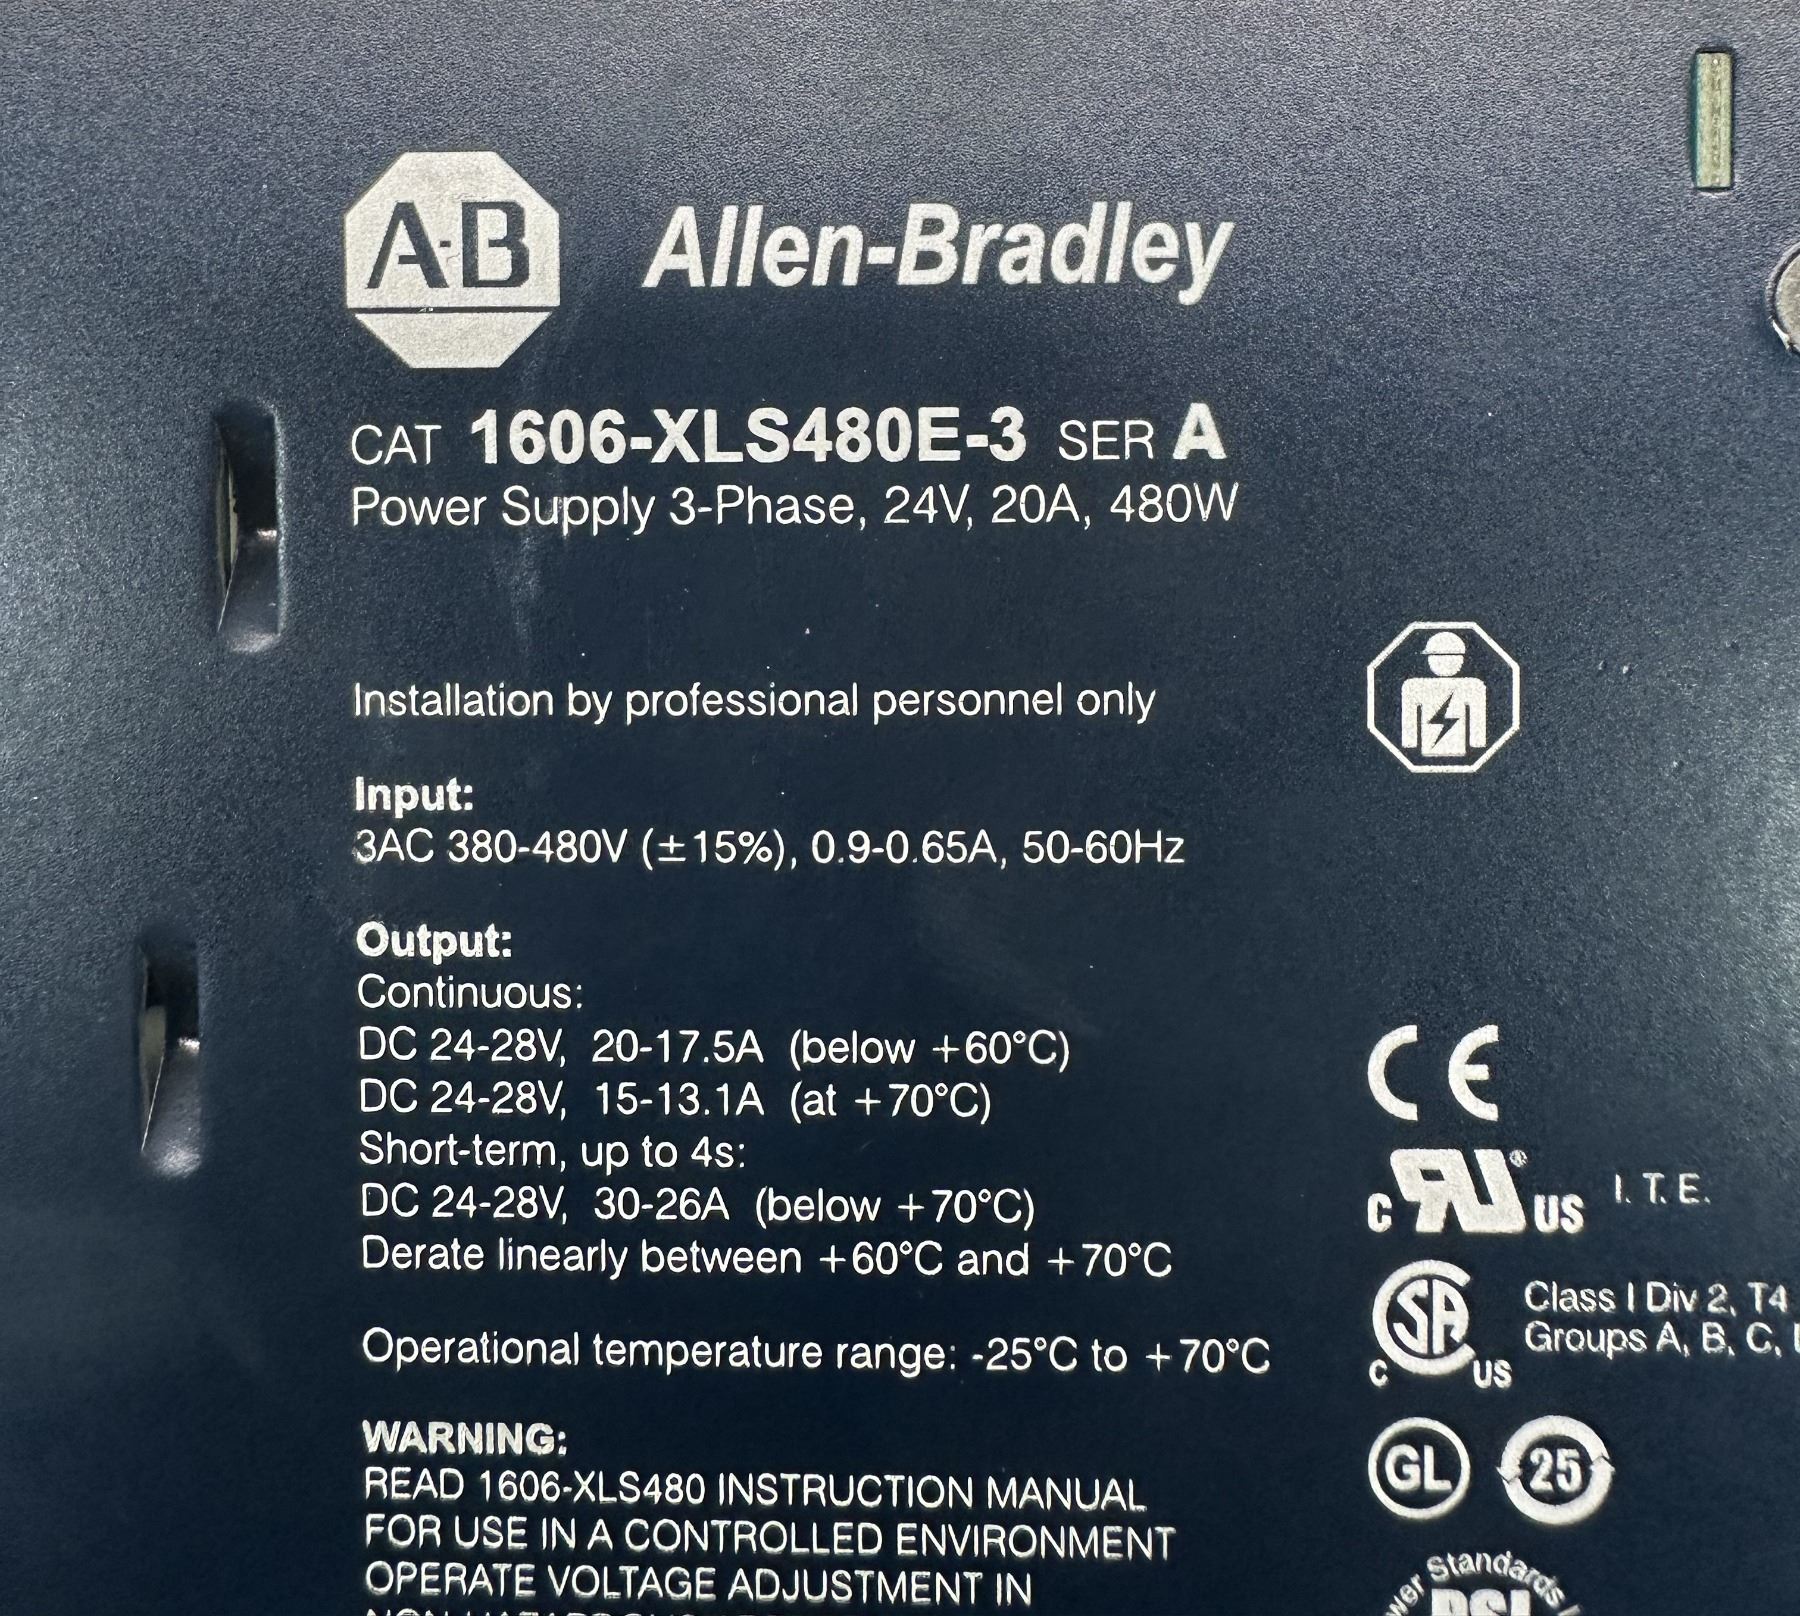 A-B Allen-Bradley
CAT 1606-XLS480E-3 SER A
Power Supply 3-Phase, 24V, 20A, 480W
Installation by professional personnel only
Input:
3AC 380-480V (±15%), 0.9-0.65A, 50-60Hz
Output:
Continuous:
DC 24-28V, 20-17.5A (below +60°C)
DC 24-28V, 15-13.1A (at +70°C)
Short-term, up to 4s:
DC 24-28V, 30-26A (below +70°C)
Derate linearly between +60°C and +70°C
Operational temperature range: -25°C to +70°C
WARNING:
READ 1606-XLS480 INSTRUCTION MANUAL
FOR USE IN A CONTROLLED ENVIRONMENT
OPERATE VOLTAGE ADJUSTMENT IN
CE
C RU® US I.T.E.
C SA US
Class I Div 2, T4
Groups A, B, C,
GL 25
Standards